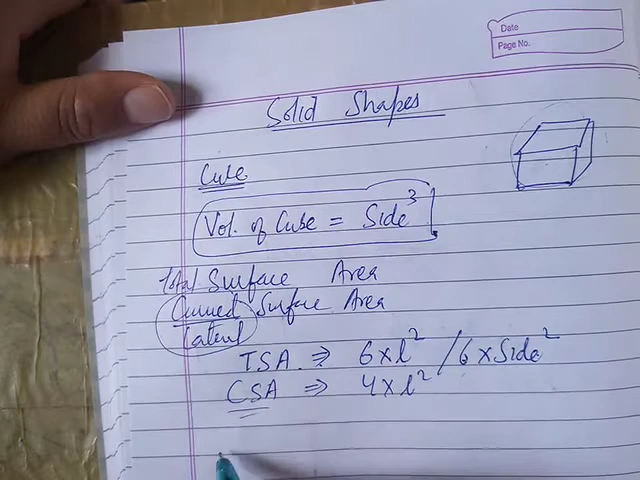 Date
Page No.
Solid Shapes
Cube
Vol. of Cube = Side³
Total Surface Area
Curved Surface Area
Lateral
TSA ⇒ 6×l² / 6×Side²
CSA ⇒ 4×l²